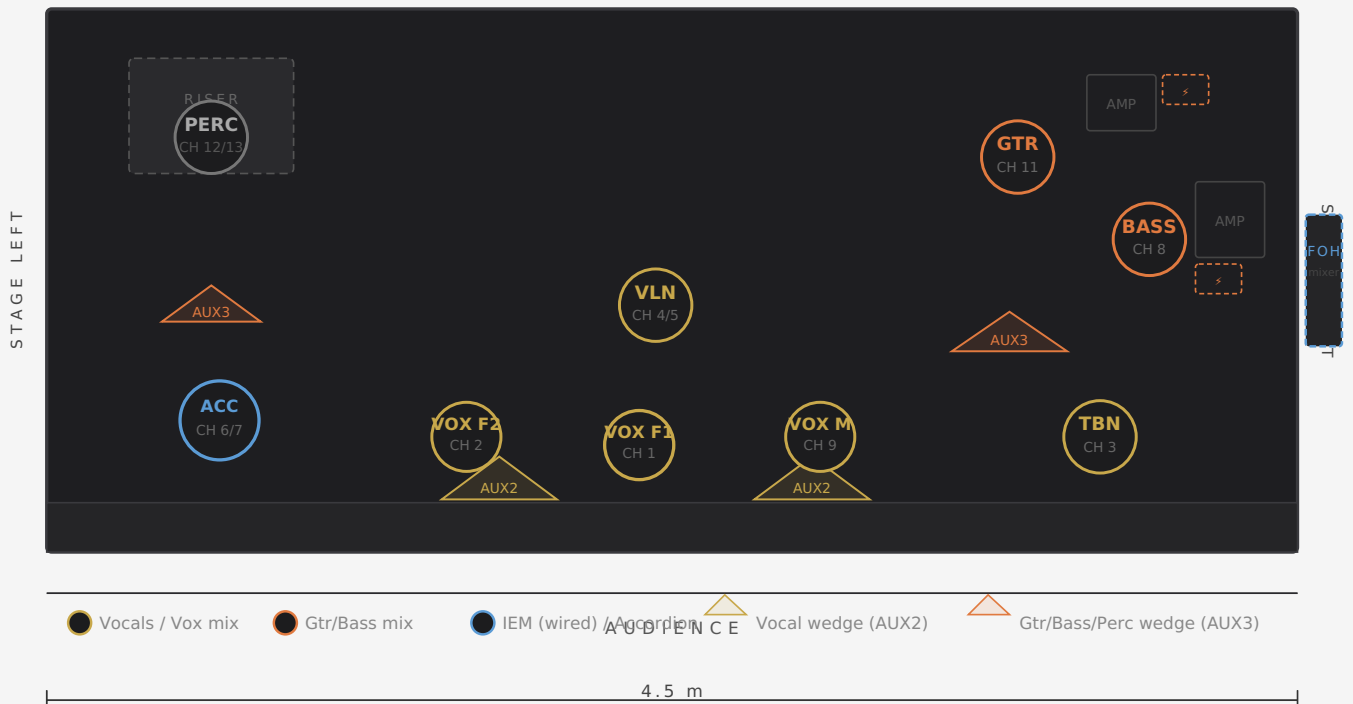 RISER
PERC
CH 12/13
AMP
⚡
GTR
CH 11
AMP
BASS
CH 8
⚡
STAGE LEFT
S
FOH
mixer
T
VLN
CH 4/5
AUX3
AUX3
ACC
CH 6/7
VOX F2
CH 2
VOX F1
CH 1
VOX M
CH 9
TBN
CH 3
AUX2
AUX2
Vocals / Vox mix
Gtr/Bass mix
IEM (wired) / Accordion
Vocal wedge (AUX2)
Gtr/Bass/Perc wedge (AUX3)
AUDIENCE
4.5 m